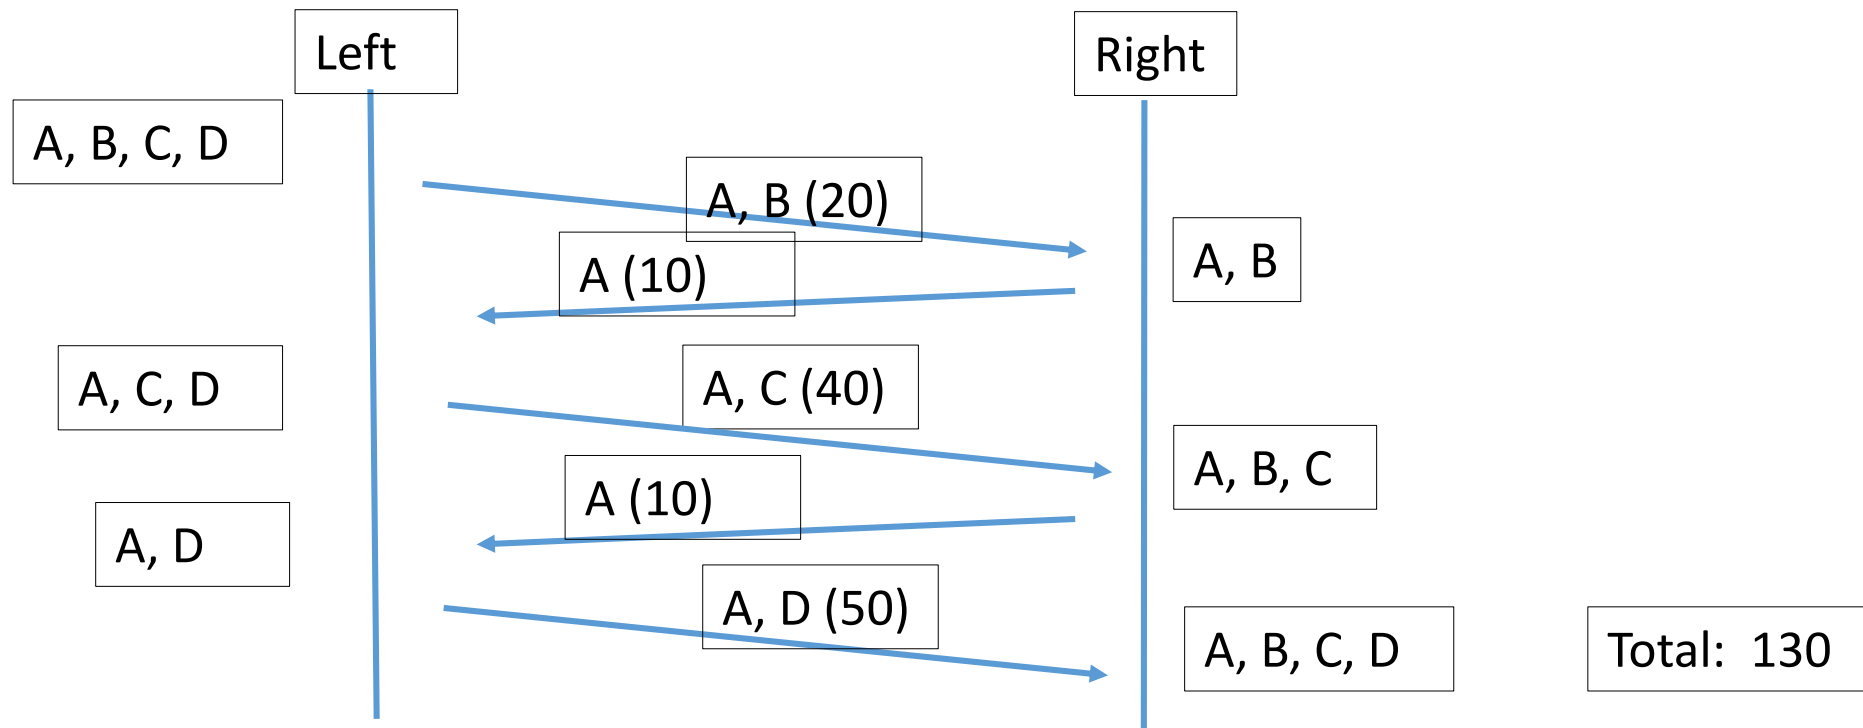 Left
Right
A, B, C, D
A, B (20)
A, B
A (10)
A, C, D
A, C (40)
A, B, C
A (10)
A, D
A, D (50)
A, B, C, D
Total:  130